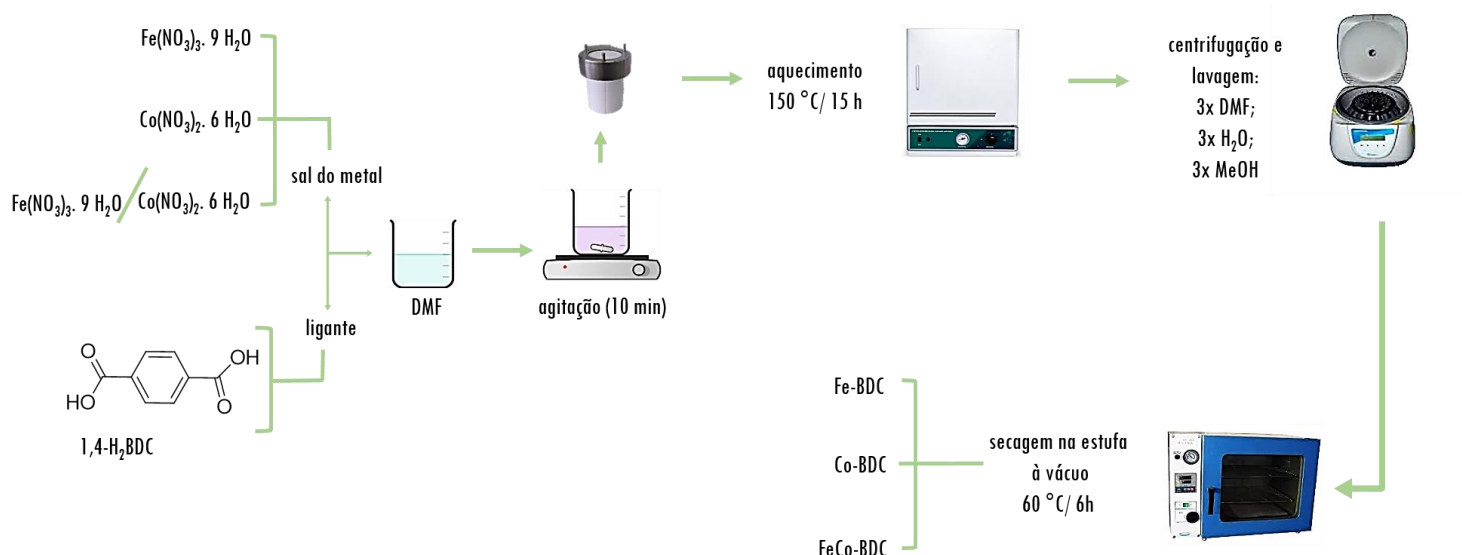 Fe(NO₃)₃. 9 H₂O
Co(NO₃)₂. 6 H₂O
Fe(NO₃)₃. 9 H₂O / Co(NO₃)₂. 6 H₂O
sal do metal
ligante
O
OH
HO
O
1,4-H₂BDC
DMF
agitação (10 min)
aquecimento
150 °C/ 15 h
centrifugação e
lavagem:
3x DMF;
3x H₂O;
3x MeOH
secagem na estufa
à vácuo
60 °C/ 6h
Fe-BDC
Co-BDC
FeCo-BDC